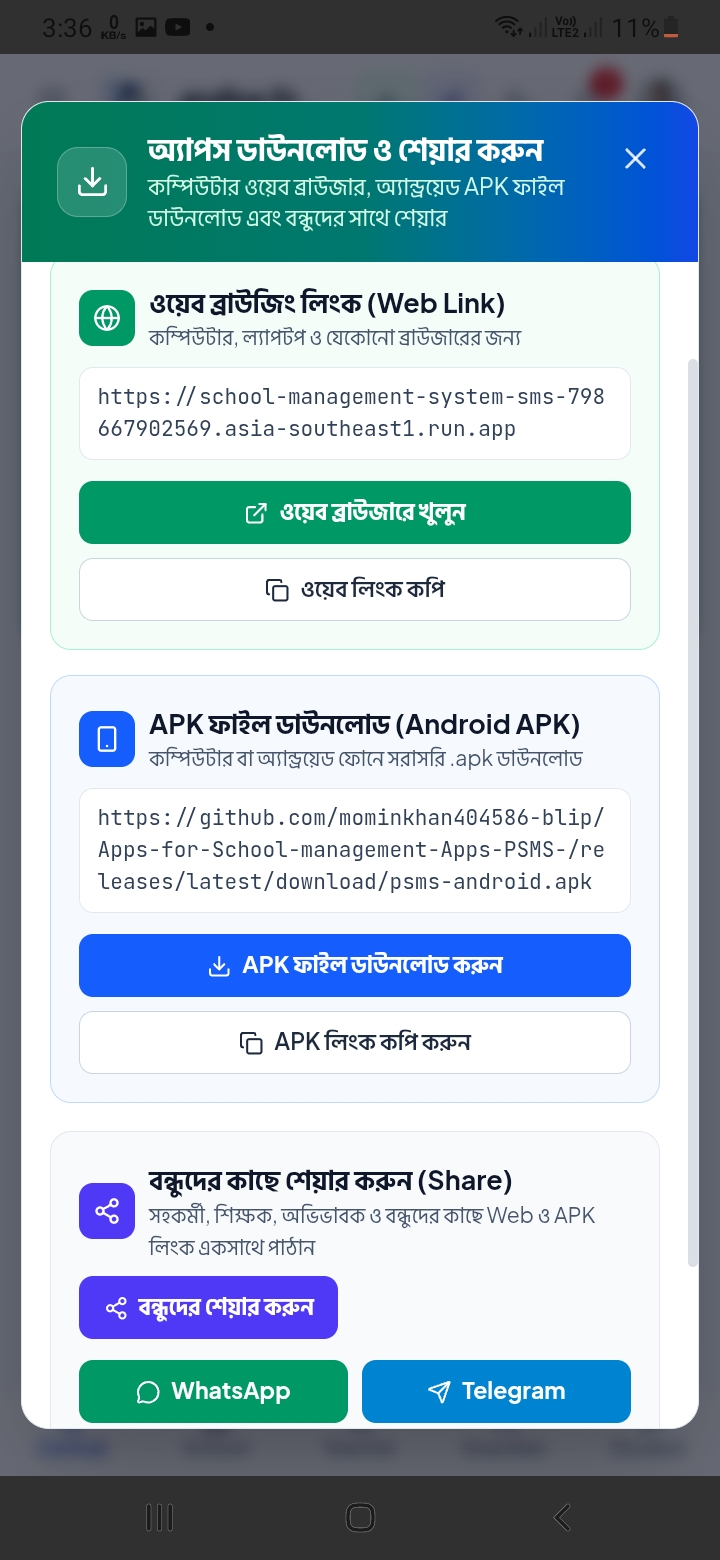 3:36 0 KB/s Vo)) LTE2 11%
অ্যাপস ডাউনলোড ও শেয়ার করুন
কম্পিউটার ওয়েব ব্রাউজার, অ্যান্ড্রয়েড APK ফাইল
ডাউনলোড এবং বন্ধুদের সাথে শেয়ার
ওয়েব ব্রাউজিং লিংক (Web Link)
কম্পিউটার, ল্যাপটপ ও যেকোনো ব্রাউজারের জন্য
https://school-management-system-sms-798
667902569.asia-southeast1.run.app
ওয়েব ব্রাউজারে খুলুন
ওয়েব লিংক কপি
APK ফাইল ডাউনলোড (Android APK)
কম্পিউটার বা অ্যান্ড্রয়েড ফোনে সরাসরি .apk ডাউনলোড
https://github.com/mominkhan404586-blip/
Apps-for-School-management-Apps-PSMS-/re
leases/latest/download/psms-android.apk
APK ফাইল ডাউনলোড করুন
APK লিংক কপি করুন
বন্ধুদের কাছে শেয়ার করুন (Share)
সহকর্মী, শিক্ষক, অভিভাবক ও বন্ধুদের কাছে Web ও APK
লিংক একসাথে পাঠান
বন্ধুদের শেয়ার করুন
WhatsApp
Telegram